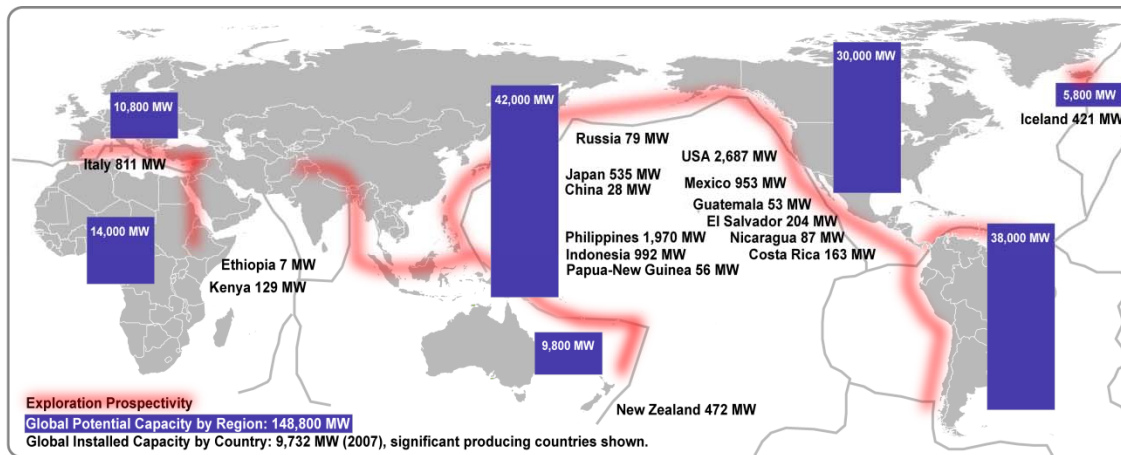 30,000 MW
5,800 MW
Iceland 421 MW
10,800 MW
42,000 MW
Italy 811 MW
Russia 79 MW
USA 2,687 MW
Japan 535 MW
China 28 MW
Mexico 953 MW
Guatemala 53 MW
El Salvador 204 MW
Nicaragua 87 MW
Costa Rica 163 MW
14,000 MW
38,000 MW
Philippines 1,970 MW
Indonesia 992 MW
Papua-New Guinea 56 MW
Ethiopia 7 MW
Kenya 129 MW
9,800 MW
New Zealand 472 MW
Exploration Prospectivity
Global Potential Capacity by Region: 148,800 MW
Global Installed Capacity by Country: 9,732 MW (2007), significant producing countries shown.